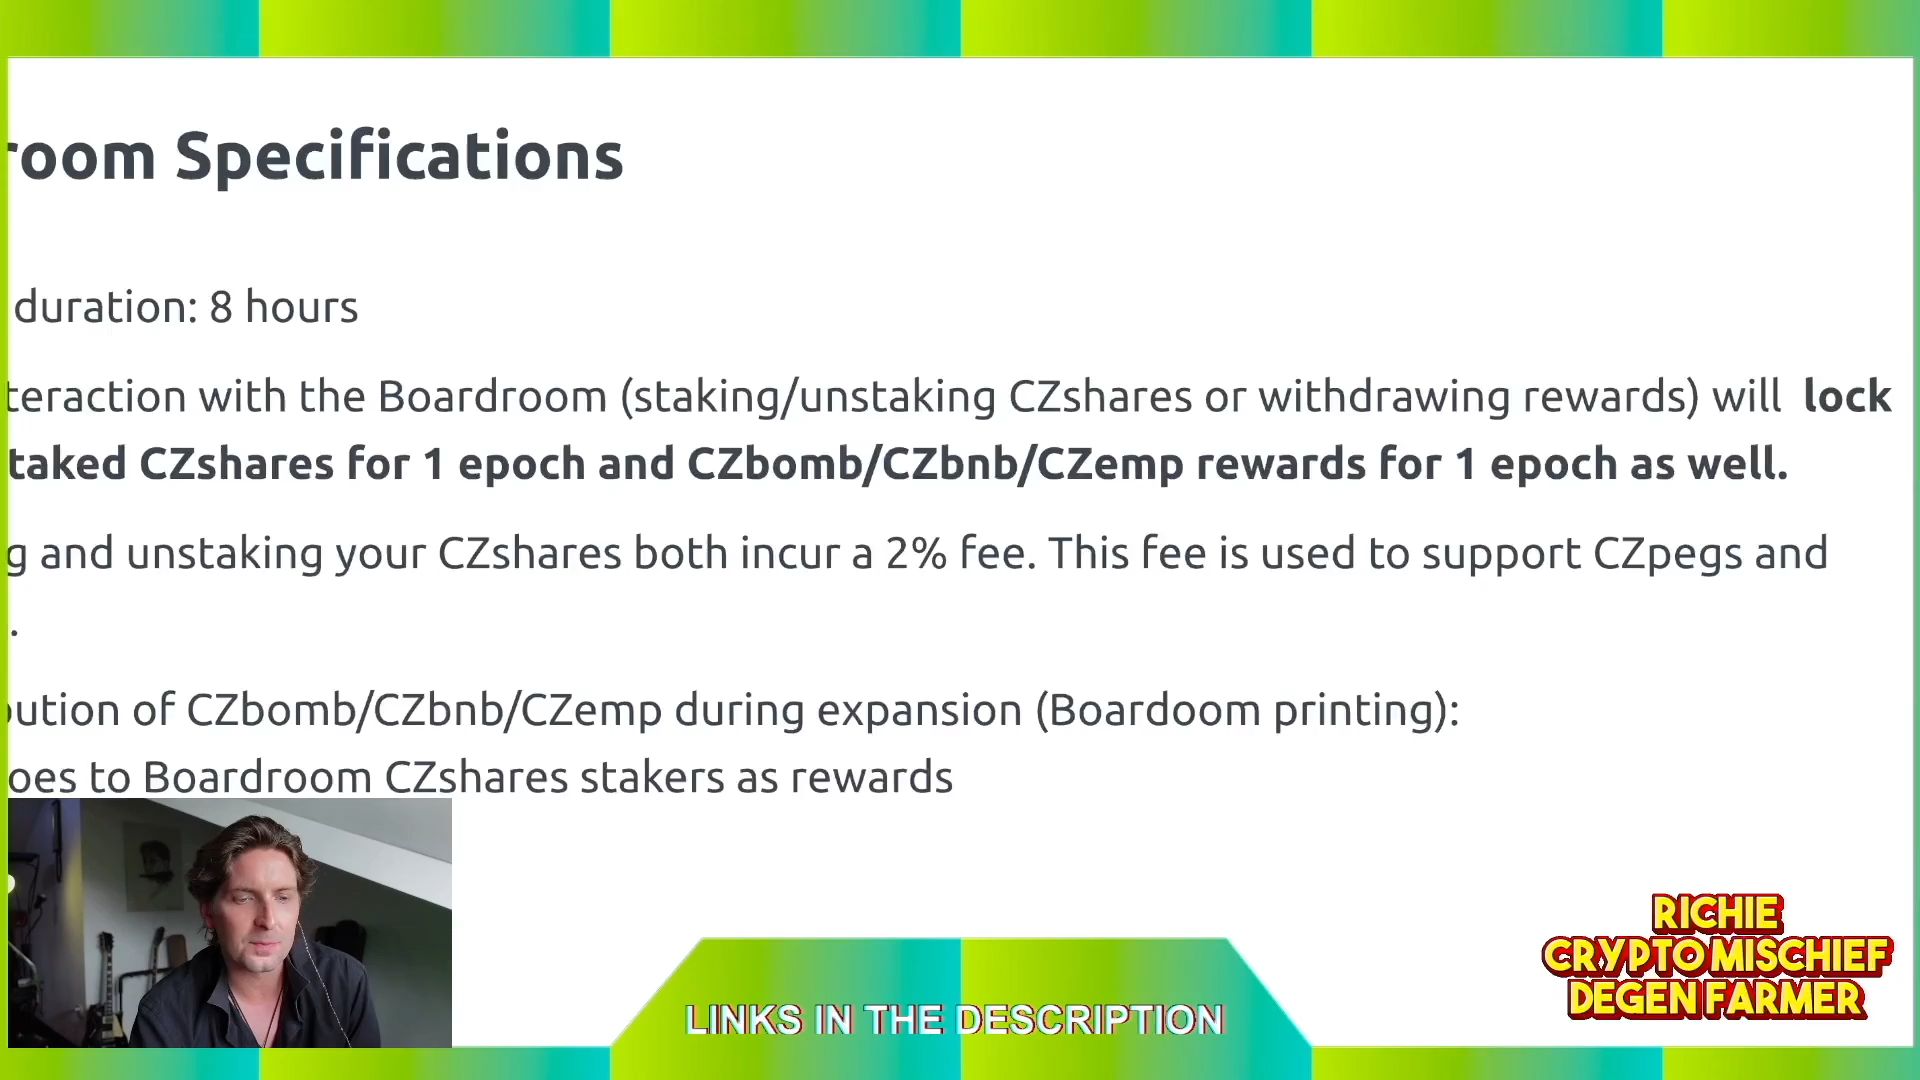 room Specifications
duration: 8 hours
teraction with the Boardroom (staking/unstaking CZshares or withdrawing rewards) will lock
taked CZshares for 1 epoch and CZbomb/CZbnb/CZemp rewards for 1 epoch as well.
g and unstaking your CZshares both incur a 2% fee. This fee is used to support CZpegs and
.
bution of CZbomb/CZbnb/CZemp during expansion (Boardoom printing):
oes to Boardroom CZshares stakers as rewards
RICHIE
CRYPTO MISCHIEF
DEGEN FARMER
LINKS IN THE DESCRIPTION